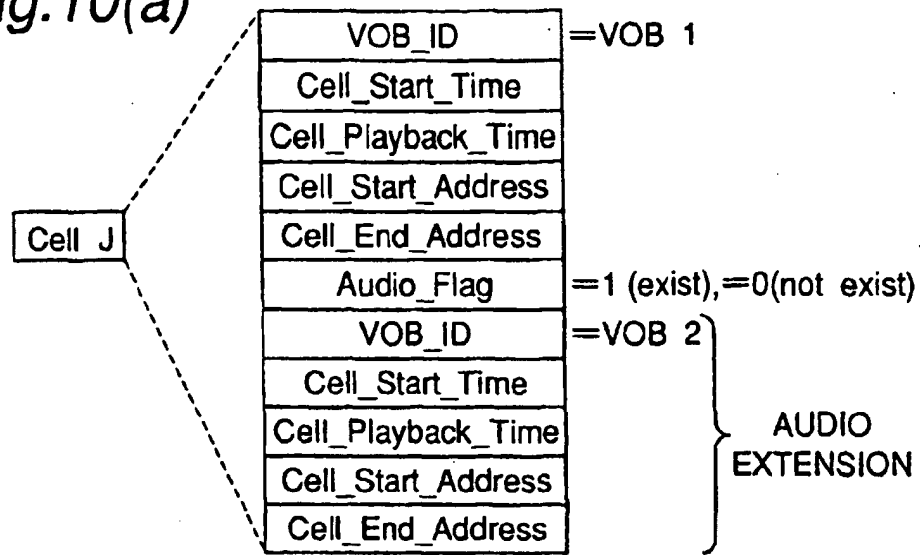 ig.10(a)
VOB_ID =VOB 1
Cell_Start_Time
Cell_Playback_Time
Cell_Start_Address
Cell J
Cell_End_Address
Audio_Flag =1 (exist),=0(not exist)
VOB_ID =VOB 2
Cell_Start_Time
Cell_Playback_Time
AUDIO
EXTENSION
Cell_Start_Address
Cell_End_Address